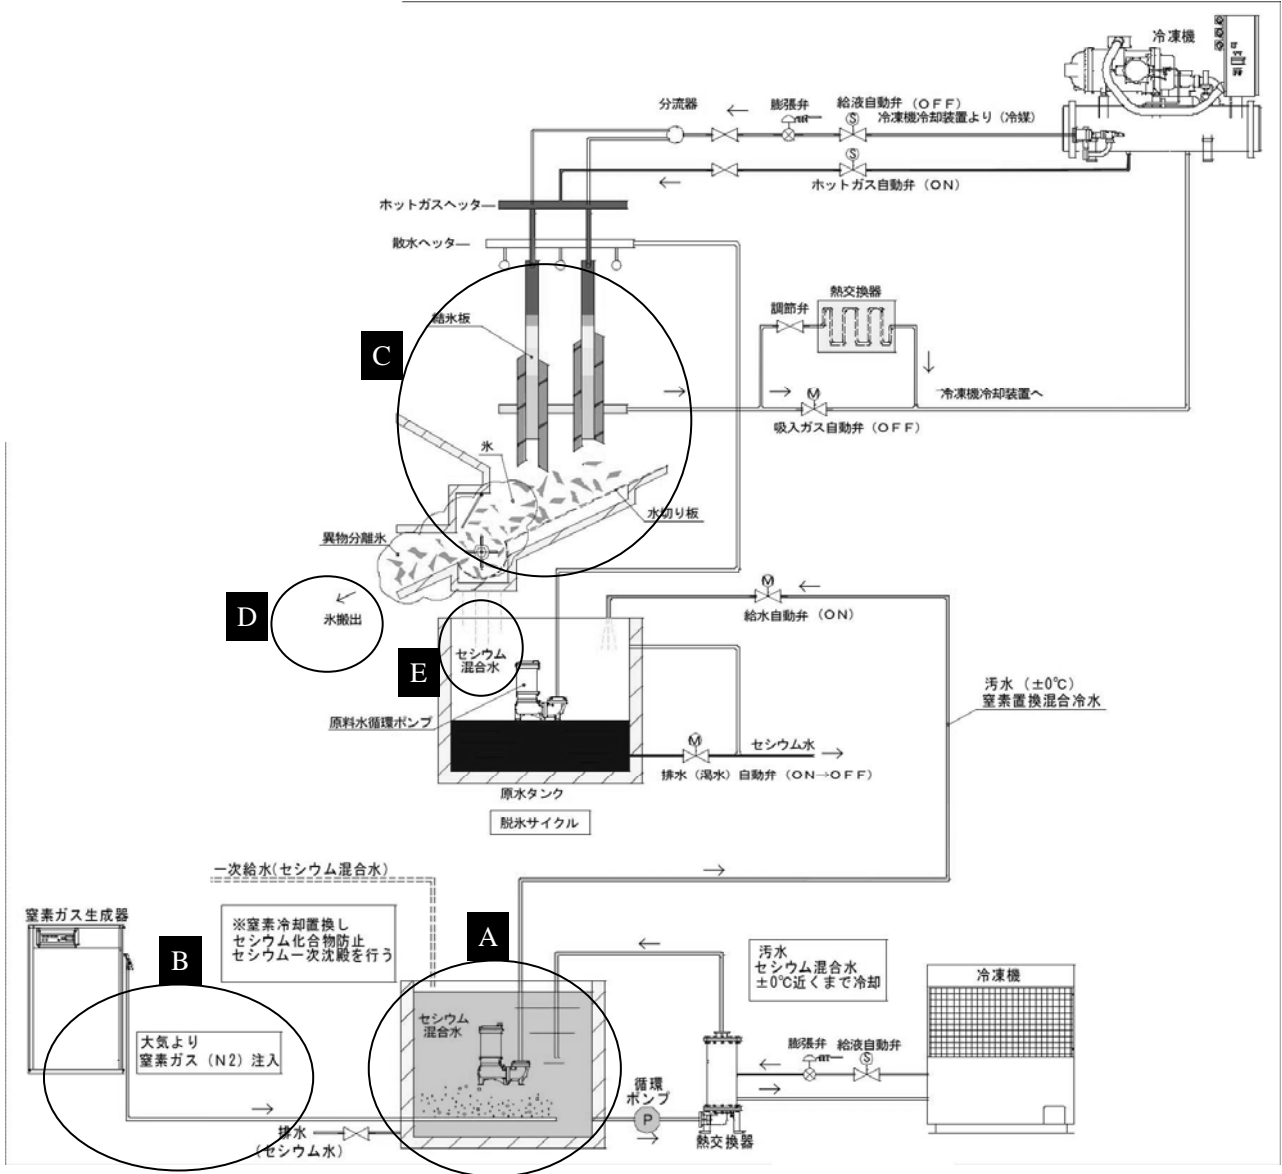 冷凍機
分流器
膨張弁
給液自動弁（ＯＦＦ）
冷凍機冷却装置より（冷媒）
S
S
ホットガス自動弁（ON）
ホットガスヘッター
散水ヘッター
熱交換器
調節弁
C
結氷板
冷凍機冷却装置へ
M
吸入ガス自動弁（OFF）
氷
水切り板
異物分離氷
D
氷搬出
M
給水自動弁（ON）
E
セシウム
混合水
汚水（±0℃）
窒素置換混合冷水
原料水循環ポンプ
M
セシウム水
排水（濁水）自動弁（ON→OFF）
原水タンク
脱氷サイクル
一次給水(セシウム混合水)
窒素ガス生成器
※窒素冷却置換し
セシウム化合物防止
セシウム一次沈殿を行う
A
B
汚水
セシウム混合水
±0℃近くまで冷却
冷凍機
セシウム
混合水
大気より
窒素ガス（N2）注入
膨張弁
給液自動弁
S
循環
ポンプ
P
排水
(セシウム水)
熱交換器